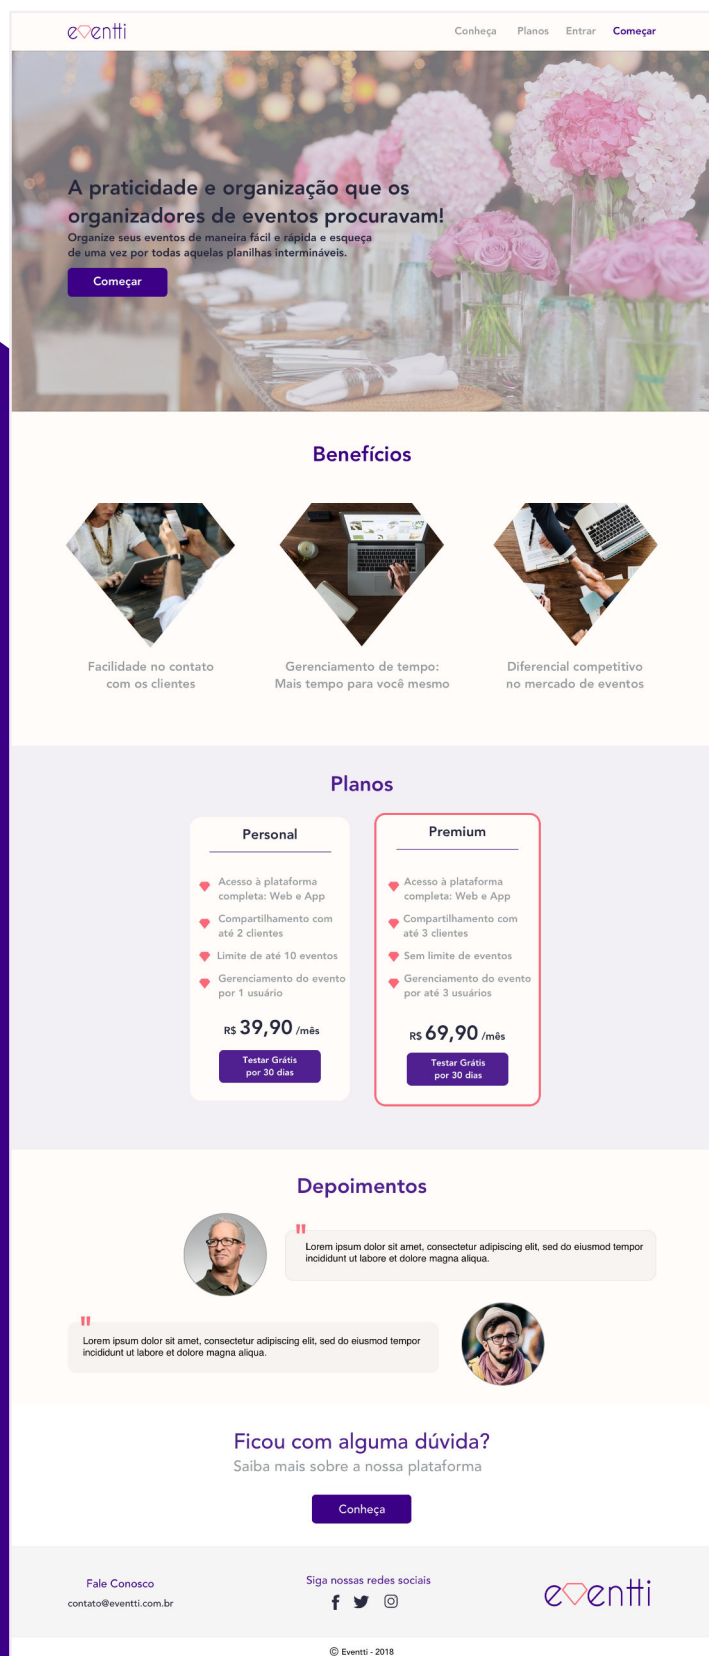 eventti
Conheça Planos Entrar Começar
A praticidade e organização que os
organizadores de eventos procuravam!
Organize seus eventos de maneira fácil e rápida e esqueça
de uma vez por todas aquelas planilhas intermináveis.
Começar
Benefícios
Facilidade no contato
com os clientes
Gerenciamento de tempo:
Mais tempo para você mesmo
Diferencial competitivo
no mercado de eventos
Planos
Personal
Acesso à plataforma
completa: Web e App
Compartilhamento com
até 2 clientes
Limite de até 10 eventos
Gerenciamento do evento
por 1 usuário
R$ 39,90 /mês
Testar Grátis
por 30 dias
Premium
Acesso à plataforma
completa: Web e App
Compartilhamento com
até 3 clientes
Sem limite de eventos
Gerenciamento do evento
por até 3 usuários
R$ 69,90 /mês
Testar Grátis
por 30 dias
Depoimentos
"
Lorem ipsum dolor sit amet, consectetur adipiscing elit, sed do eiusmod tempor
incididunt ut labore et dolore magna aliqua.
"
Lorem ipsum dolor sit amet, consectetur adipiscing elit, sed do eiusmod tempor
incididunt ut labore et dolore magna aliqua.
Ficou com alguma dúvida?
Saiba mais sobre a nossa plataforma
Conheça
Fale Conosco
contato@eventti.com.br
Siga nossas redes sociais
eventti
© Eventti - 2018